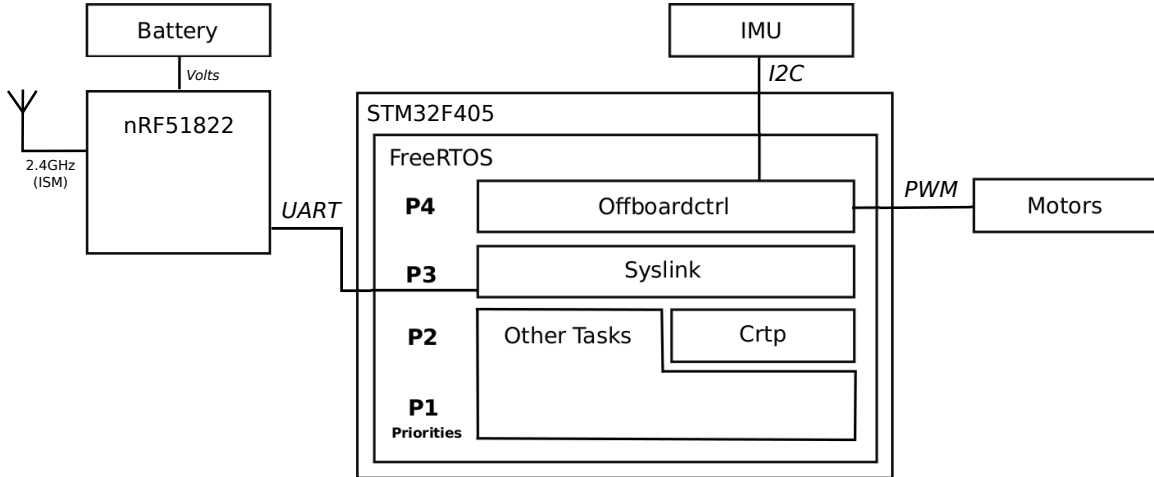 Battery
IMU
Volts
I2C
nRF51822
STM32F405
FreeRTOS
2.4GHz
(ISM)
UART
P4
Offboardctrl
PWM
Motors
P3
Syslink
P2
Other Tasks
Crtp
P1
Priorities